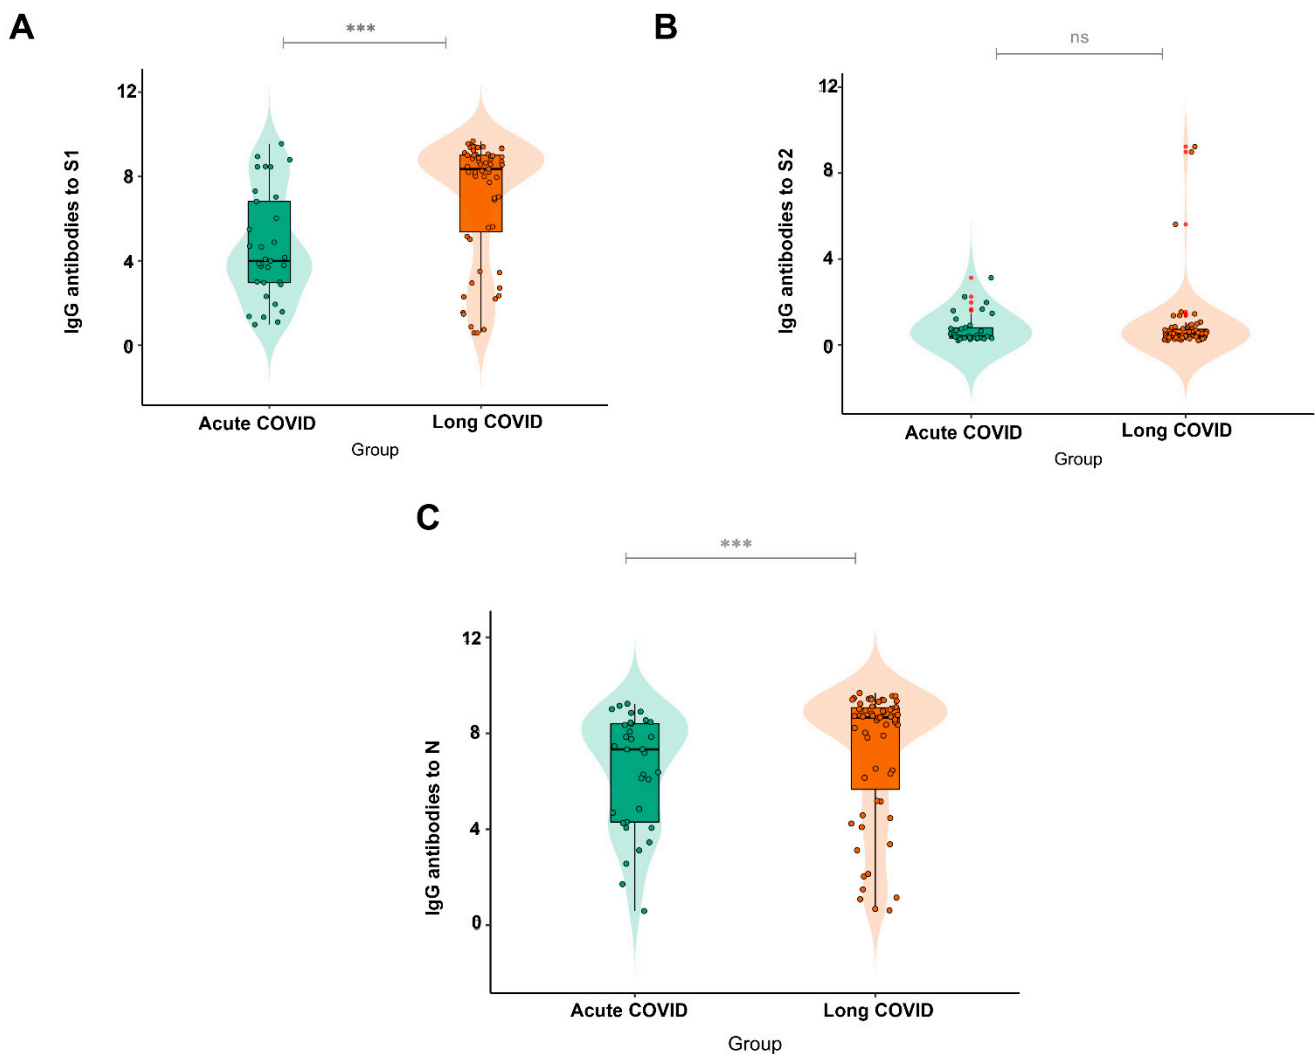 A
***
12
8
4
0
IgG antibodies to S1
Acute COVID
Long COVID
Group
B
ns
12
8
4
0
IgG antibodies to S2
Acute COVID
Long COVID
Group
C
***
12
8
4
0
IgG antibodies to N
Acute COVID
Long COVID
Group